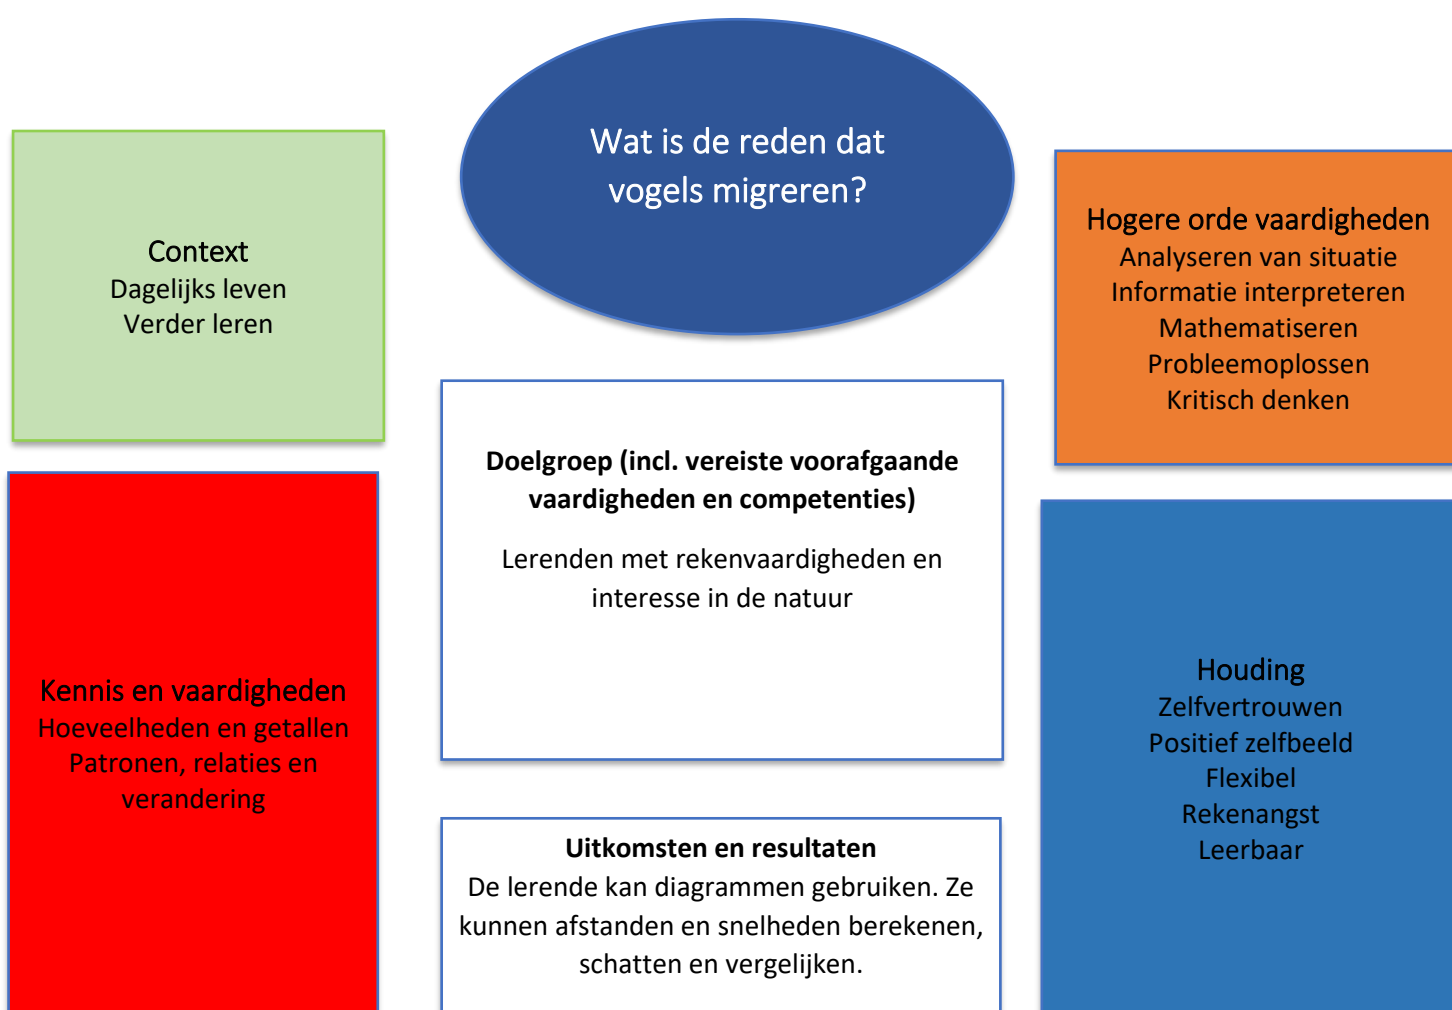 Wat is de reden dat
vogels migreren?
Context
Dagelijks leven
Verder leren
Hogere orde vaardigheden
Analyseren van situatie
Informatie interpreteren
Mathematiseren
Probleemoplossen
Kritisch denken
Doelgroep (incl. vereiste voorafgaande
vaardigheden en competenties)
Lerenden met rekenvaardigheden en
interesse in de natuur
Kennis en vaardigheden
Hoeveelheden en getallen
Patronen, relaties en
verandering
Houding
Zelfvertrouwen
Positief zelfbeeld
Flexibel
Rekenangst
Leerbaar
Uitkomsten en resultaten
De lerende kan diagrammen gebruiken. Ze
kunnen afstanden en snelheden berekenen,
schatten en vergelijken.